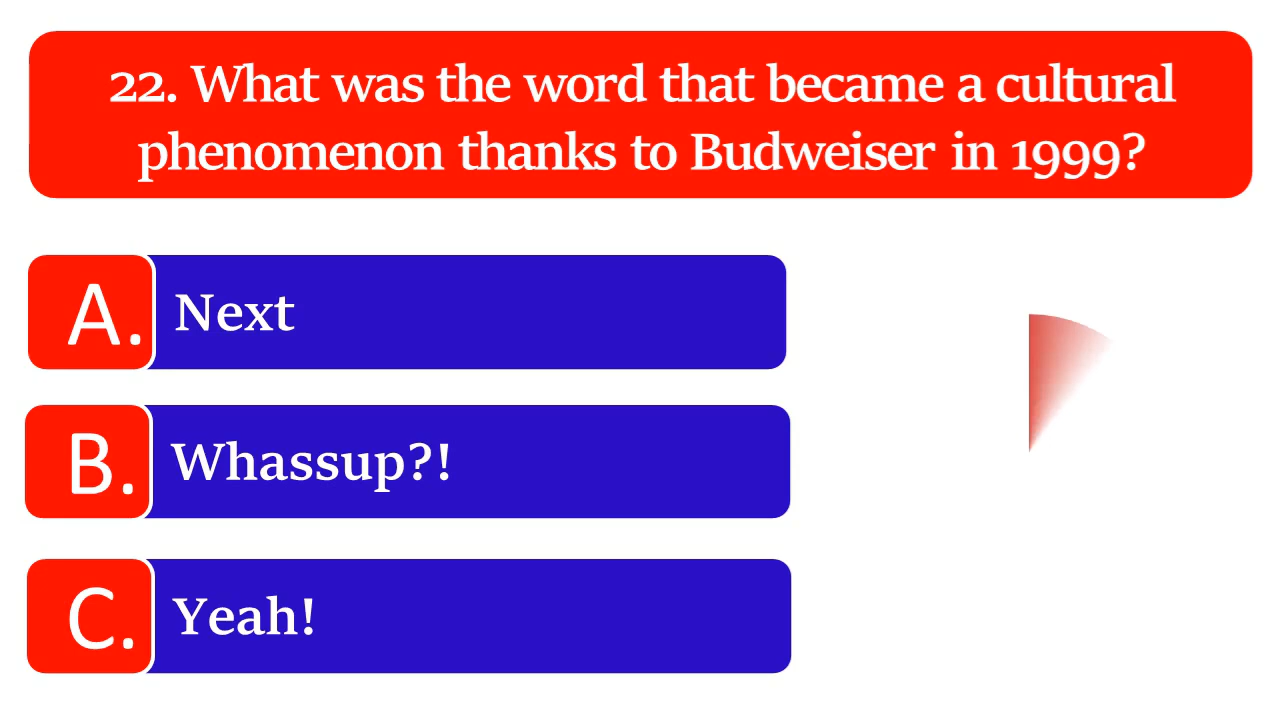 22. What was the word that became a cultural
phenomenon thanks to Budweiser in 1999?
A. Next
B. Whassup?!
C. Yeah!